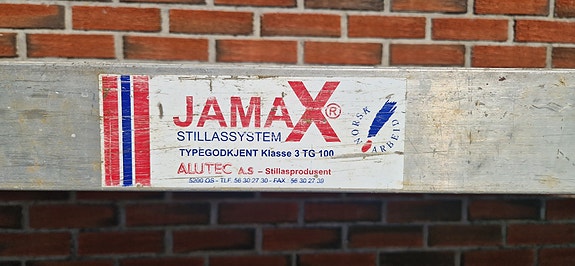 JAMAX®
STILLASSYSTEM
TYPEGODKJENT Klasse 3 TG 100
ALUTEC A.S – Stillasprodusent
5200 OS - TLF. 56 30 27 30 - FAX : 56 30 27 39
NORSK
ARBEID